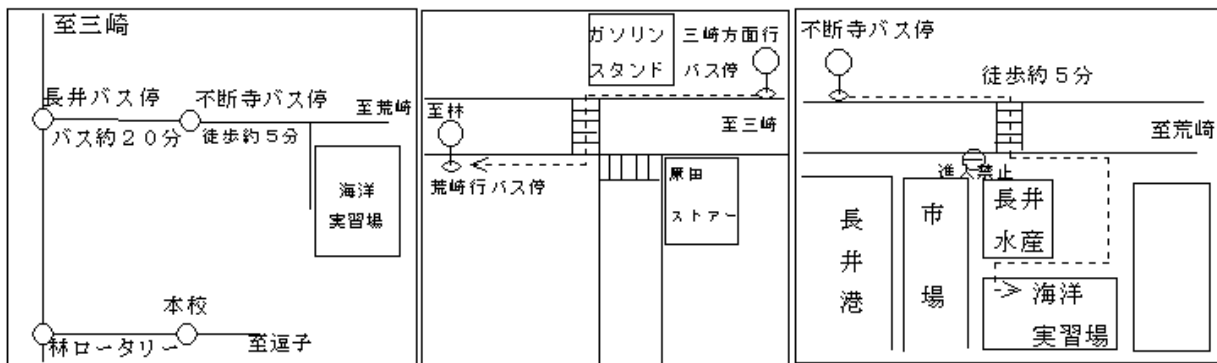 至三崎
長井バス停
不断寺バス停
至荒崎
バス約20分
徒歩約5分
海洋
実習場
本校
林ロータリー
至逗子
ガソリン
スタンド
三崎方面行
バス停
至林
至三崎
荒崎行バス停
原田
ストアー
不断寺バス停
徒歩約5分
至荒崎
進入禁止
長井港
市場
長井
水産
海洋
実習場